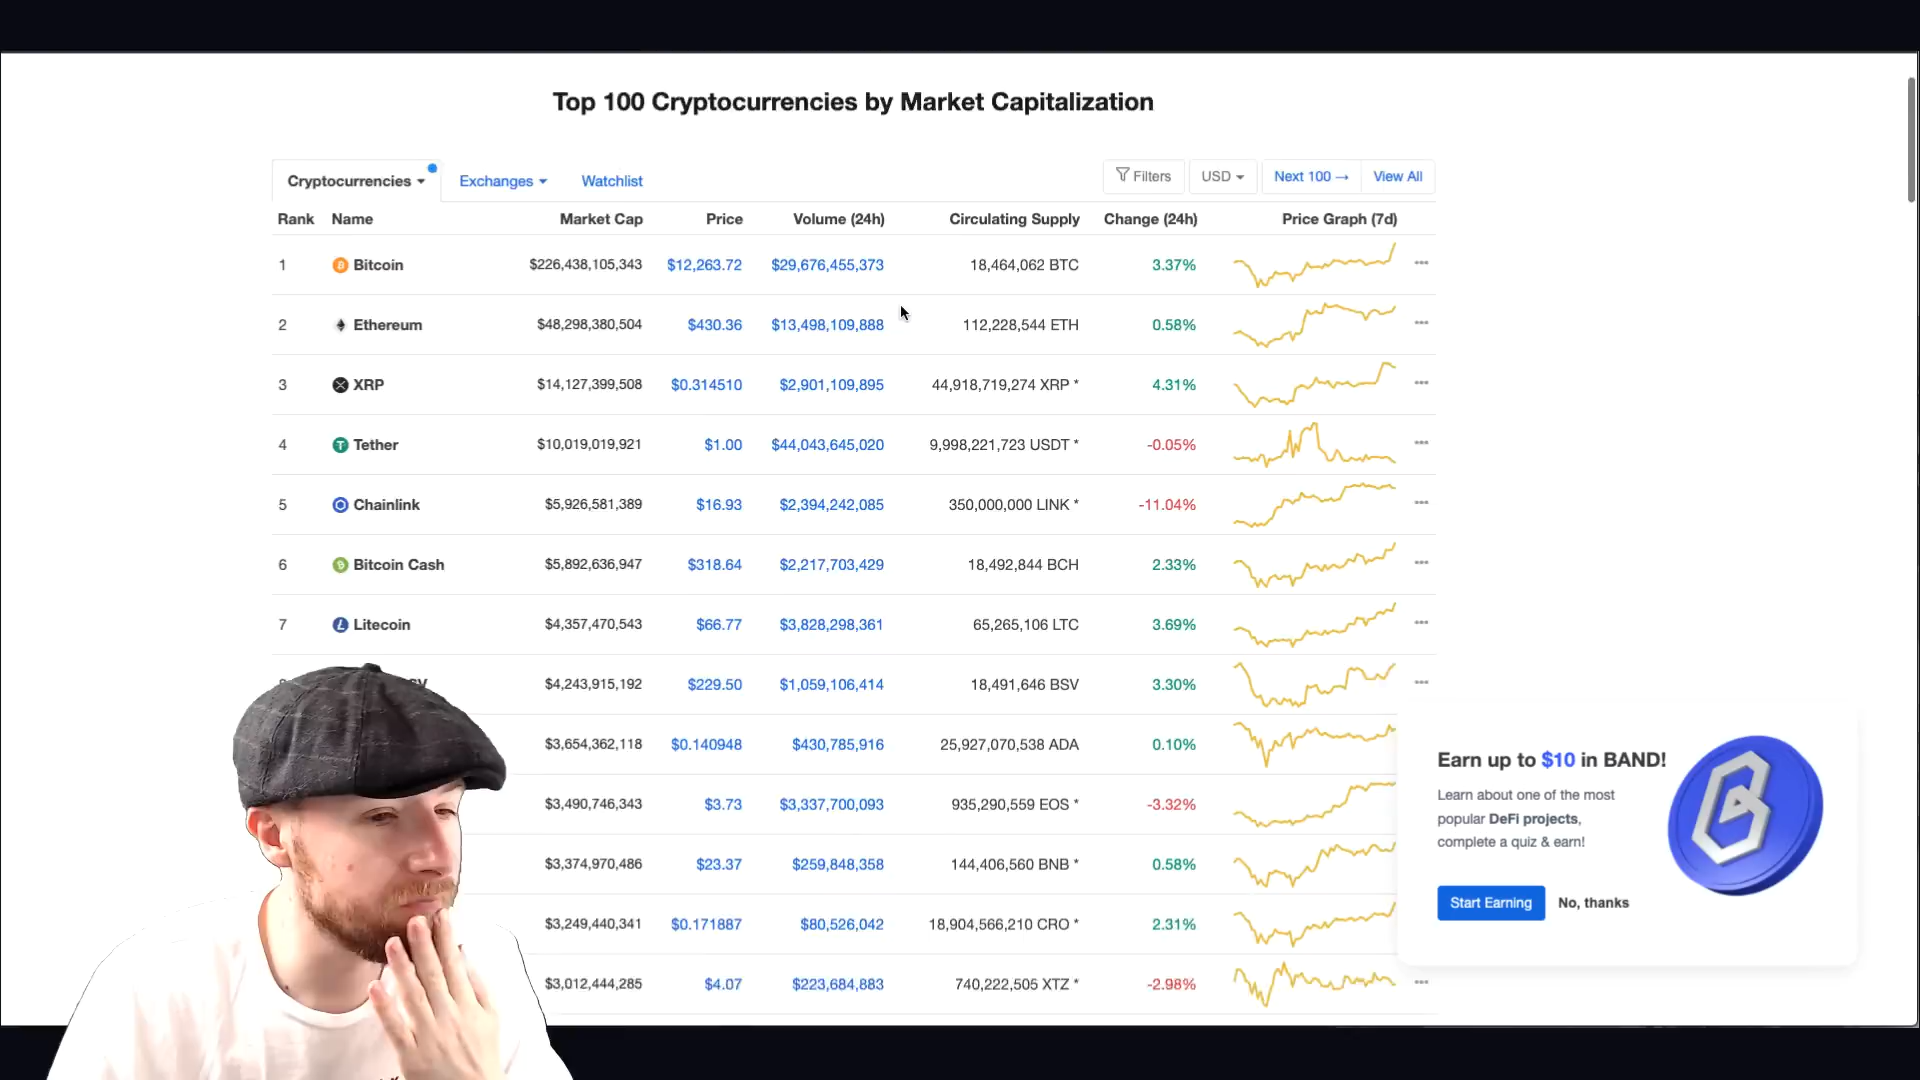 Top 100 Cryptocurrencies by Market Capitalization
Cryptocurrencies Exchanges Watchlist Filters USD Next 100 → View All
Rank Name Market Cap Price Volume (24h) Circulating Supply Change (24h) Price Graph (7d)
1 Bitcoin $226,438,105,343 $12,263.72 $29,676,455,373 18,464,062 BTC 3.37%
2 Ethereum $48,298,380,504 $430.36 $13,498,109,888 112,228,544 ETH 0.58%
3 XRP $14,127,399,508 $0.314510 $2,901,109,895 44,918,719,274 XRP * 4.31%
4 Tether $10,019,019,921 $1.00 $44,043,645,020 9,998,221,723 USDT * -0.05%
5 Chainlink $5,926,581,389 $16.93 $2,394,242,085 350,000,000 LINK * -11.04%
6 Bitcoin Cash $5,892,636,947 $318.64 $2,217,703,429 18,492,844 BCH 2.33%
7 Litecoin $4,357,470,543 $66.77 $3,828,298,361 65,265,106 LTC 3.69%
$4,243,915,192 $229.50 $1,059,106,414 18,491,646 BSV 3.30%
$3,654,362,118 $0.140948 $430,785,916 25,927,070,538 ADA 0.10%
$3,490,746,343 $3.73 $3,337,700,093 935,290,559 EOS * -3.32%
$3,374,970,486 $23.37 $259,848,358 144,406,560 BNB * 0.58%
$3,249,440,341 $0.171887 $80,526,042 18,904,566,210 CRO * 2.31%
$3,012,444,285 $4.07 $223,684,883 740,222,505 XTZ * -2.98%
Earn up to $10 in BAND!
Learn about one of the most
popular DeFi projects,
complete a quiz & earn!
Start Earning No, thanks